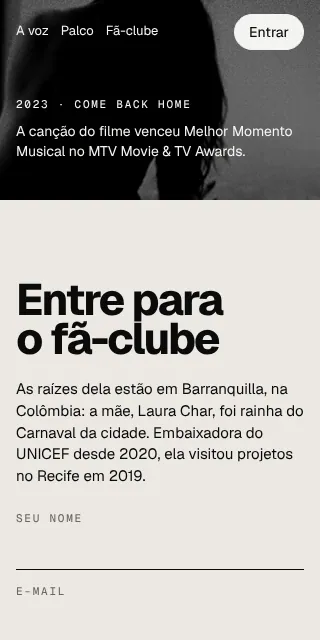 A voz Palco Fã-clube Entrar
2023 · COME BACK HOME
A canção do filme venceu Melhor Momento
Musical no MTV Movie & TV Awards.
Entre para
o fã-clube
As raízes dela estão em Barranquilla, na
Colômbia: a mãe, Laura Char, foi rainha do
Carnaval da cidade. Embaixadora do
UNICEF desde 2020, ela visitou projetos
no Recife em 2019.
SEU NOME
E-MAIL